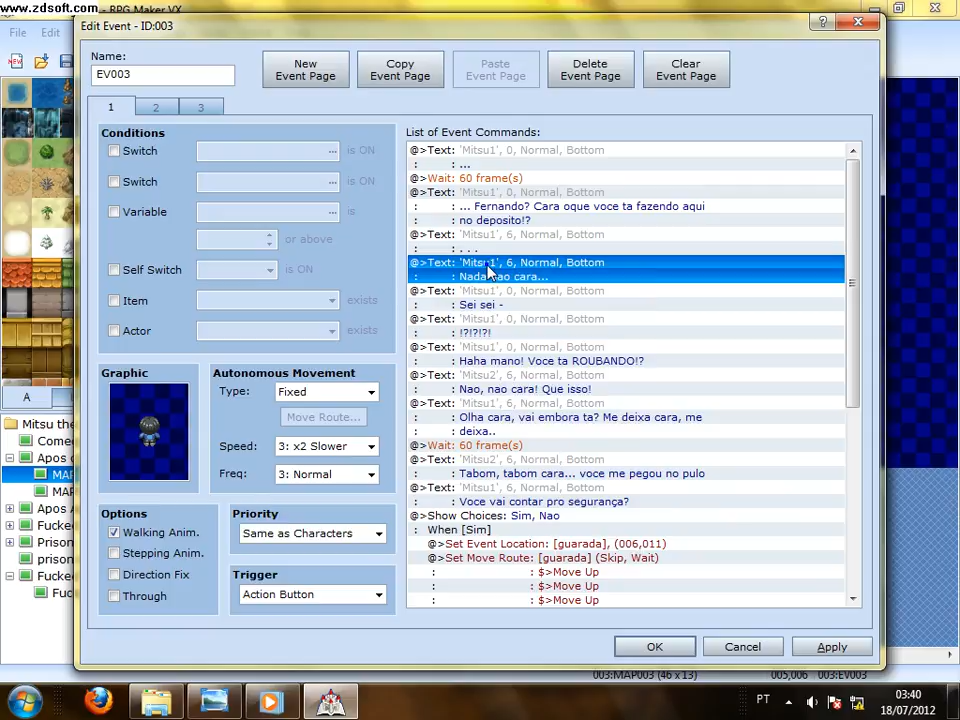 www.zdsoft.com
RPG Maker VX
File Edit
Edit Event - ID:003
Name:
EV003
New
Event Page
Copy
Event Page
Paste
Event Page
Delete
Event Page
Clear
Event Page
1 2 3
Conditions
Switch ... is ON
Switch ... is ON
Variable ... is
or above
Self Switch is ON
Item exists
Actor exists
Graphic
Autonomous Movement
Type: Fixed
Move Route...
Speed: 3: x2 Slower
Freq: 3: Normal
Options
Walking Anim.
Stepping Anim.
Direction Fix
Through
Priority
Same as Characters
Trigger
Action Button
List of Event Commands:
@>Text: 'Mitsu1', 0, Normal, Bottom
: : ...
@>Wait: 60 frame(s)
@>Text: 'Mitsu1', 0, Normal, Bottom
: : ... Fernando? Cara oque voce ta fazendo aqui
: : no deposito!?
@>Text: 'Mitsu1', 6, Normal, Bottom
: : . . .
@>Text: 'Mitsu1', 6, Normal, Bottom
: : Nada nao cara...
@>Text: 'Mitsu1', 0, Normal, Bottom
: : Sei sei -
@>Text: 'Mitsu1', 0, Normal, Bottom
: : !?!?!?!
@>Text: 'Mitsu1', 0, Normal, Bottom
: : Haha mano! Voce ta ROUBANDO!?
@>Text: 'Mitsu2', 6, Normal, Bottom
: : Nao, nao cara! Que isso!
@>Text: 'Mitsu1', 6, Normal, Bottom
: : Olha cara, vai embora ta? Me deixa cara, me
: : deixa..
@>Wait: 60 frame(s)
@>Text: 'Mitsu2', 6, Normal, Bottom
: : Tabom, tabom cara... voce me pegou no pulo
@>Text: 'Mitsu1', 6, Normal, Bottom
: : Voce vai contar pro segurança?
@>Show Choices: Sim, Nao
: When [Sim]
@>Set Event Location: [guarada], (006,011)
@>Set Move Route: [guarada] (Skip, Wait)
: : $>Move Up
: : $>Move Up
: : $>Move Up
OK
Cancel
Apply
A
Mitsu the
Come
Apos
MAP
MAP
Apos
Fucked
Prison
prison
Fucke
Fuc
003:MAP003 (46 x 13)
005,006
003:EV003
PT
03:40
18/07/2012